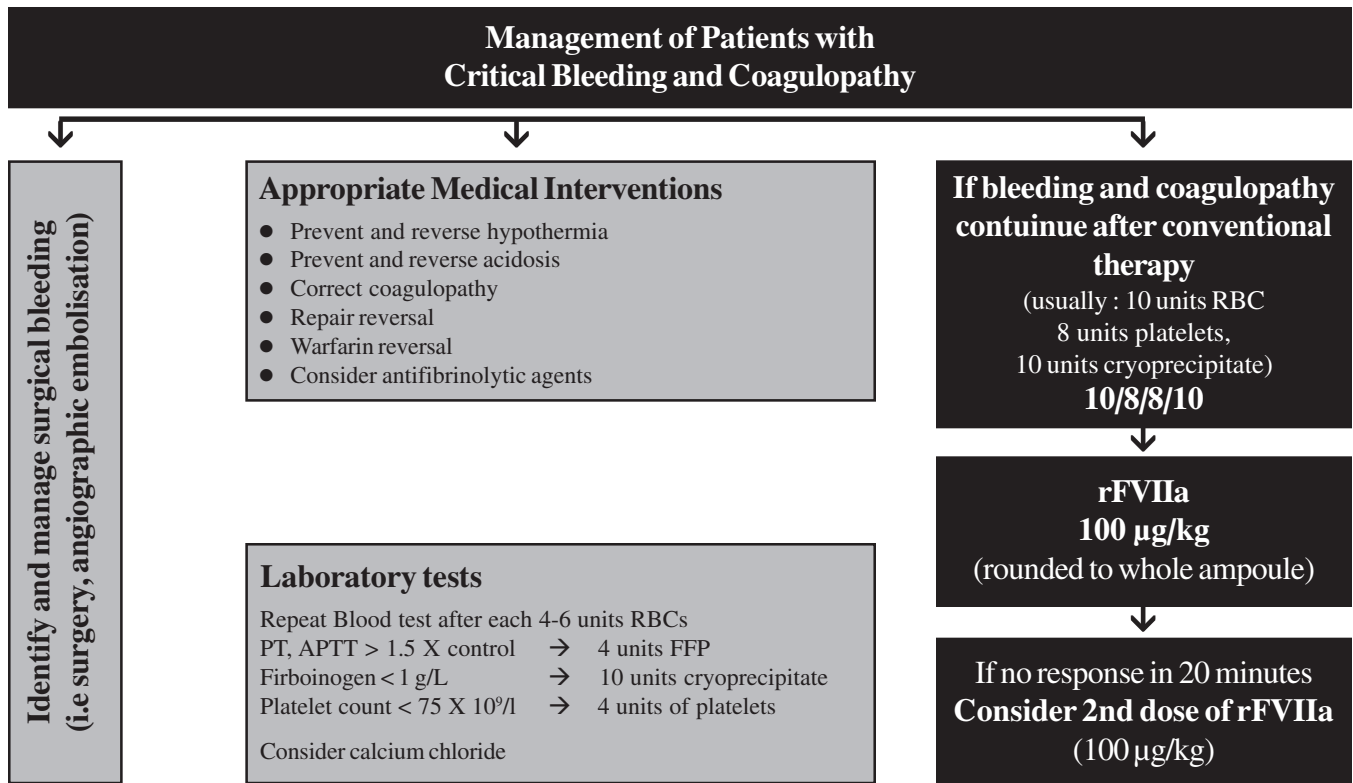 Management of Patients with
Critical Bleeding and Coagulopathy
Identify and manage surgical bleeding
(i.e surgery, angiographic embolisation)
Appropriate Medical Interventions
● Prevent and reverse hypothermia
● Prevent and reverse acidosis
● Correct coagulopathy
● Repair reversal
● Warfarin reversal
● Consider antifibrinolytic agents
Laboratory tests
Repeat Blood test after each 4-6 units RBCs
PT, APTT > 1.5 X control → 4 units FFP
Firboinogen < 1 g/L → 10 units cryoprecipitate
Platelet count < 75 X 10⁹/l → 4 units of platelets
Consider calcium chloride
If bleeding and coagulopathy
contuinue after conventional
therapy
(usually : 10 units RBC
8 units platelets,
10 units cryoprecipitate)
10/8/8/10
rFVIIa
100 µg/kg
(rounded to whole ampoule)
If no response in 20 minutes
Consider 2nd dose of rFVIIa
(100 µg/kg)